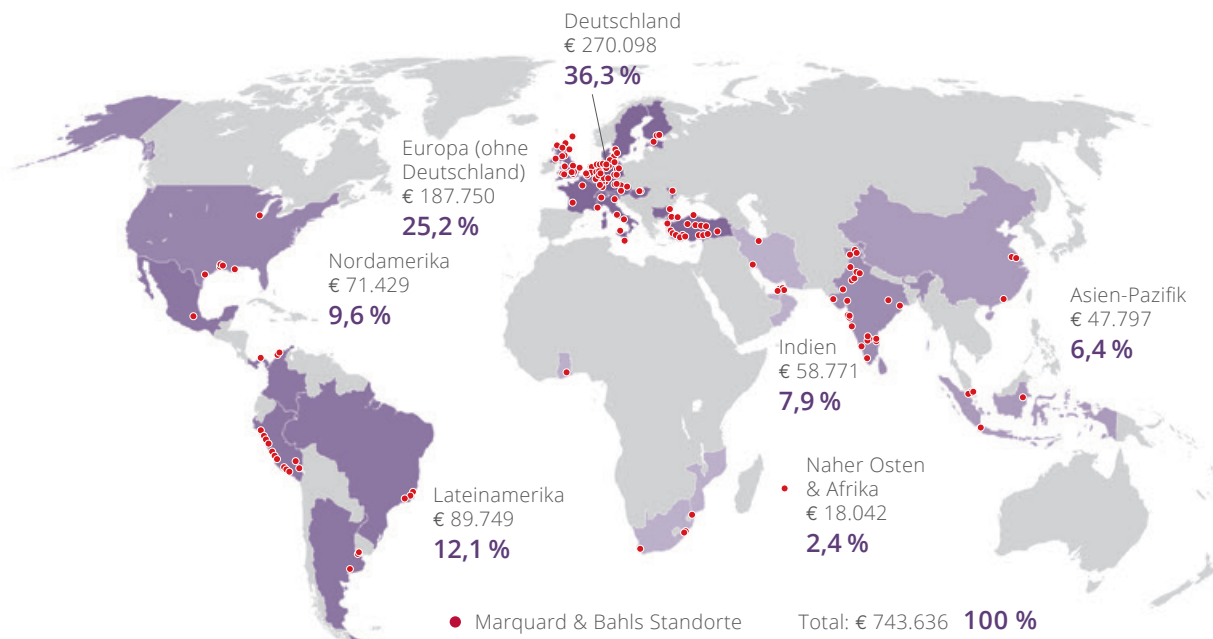 Deutschland
€ 270.098
36,3 %
Europa (ohne
Deutschland)
€ 187.750
25,2 %
Nordamerika
€ 71.429
9,6 %
Asien-Pazifik
€ 47.797
6,4 %
Indien
€ 58.771
7,9 %
Naher Osten
& Afrika
€ 18.042
2,4 %
Lateinamerika
€ 89.749
12,1 %
Marquard & Bahls Standorte
Total: € 743.636 100 %